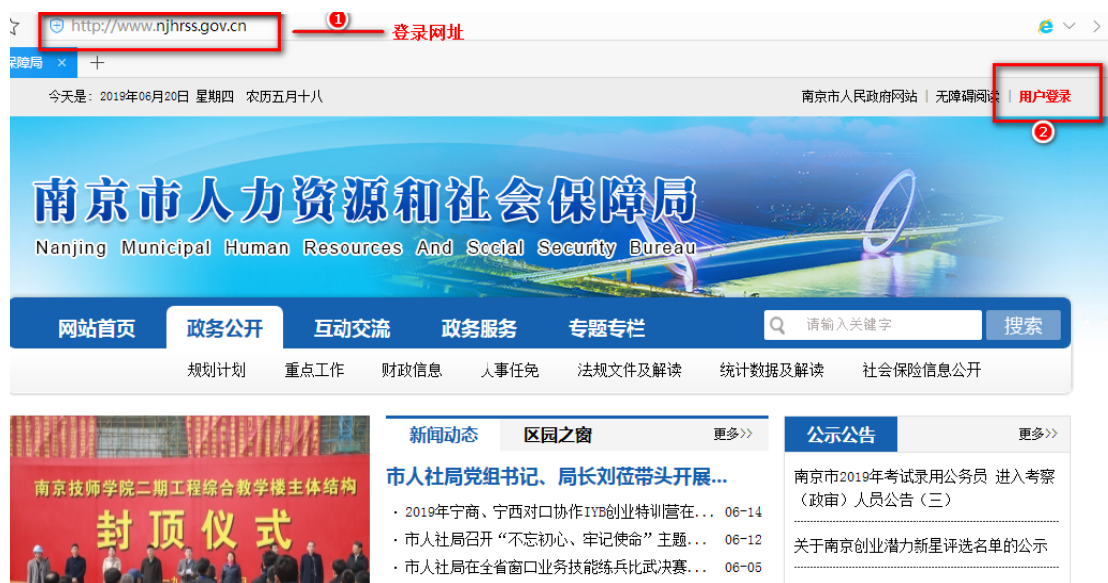 http://www.njhrss.gov.cn
1
登录网址
保障局 × +
今天是：2019年06月20日 星期四 农历五月十八
南京市人民政府网站 | 无障碍阅读 | 用户登录
2
南京市人力资源和社会保障局
Nanjing Municipal Human Resources And Social Security Bureau
网站首页 政务公开 互动交流 政务服务 专题专栏 请输入关键字 搜索
规划计划 重点工作 财政信息 人事任免 法规文件及解读 统计数据及解读 社会保险信息公开
南京技师学院二期工程综合教学楼主体结构
封顶仪式
新闻动态 区园之窗 更多>>
市人社局党组书记、局长刘莅带头开展...
· 2019年宁商、宁西对口协作IYB创业特训营在... 06-14
· 市人社局召开“不忘初心、牢记使命”主题... 06-12
· 市人社局在全省窗口业务技能练兵比武决赛... 06-05
公示公告 更多>>
南京市2019年考试录用公务员 进入考察
（政审）人员公告（三）
关于南京创业潜力新星评选名单的公示